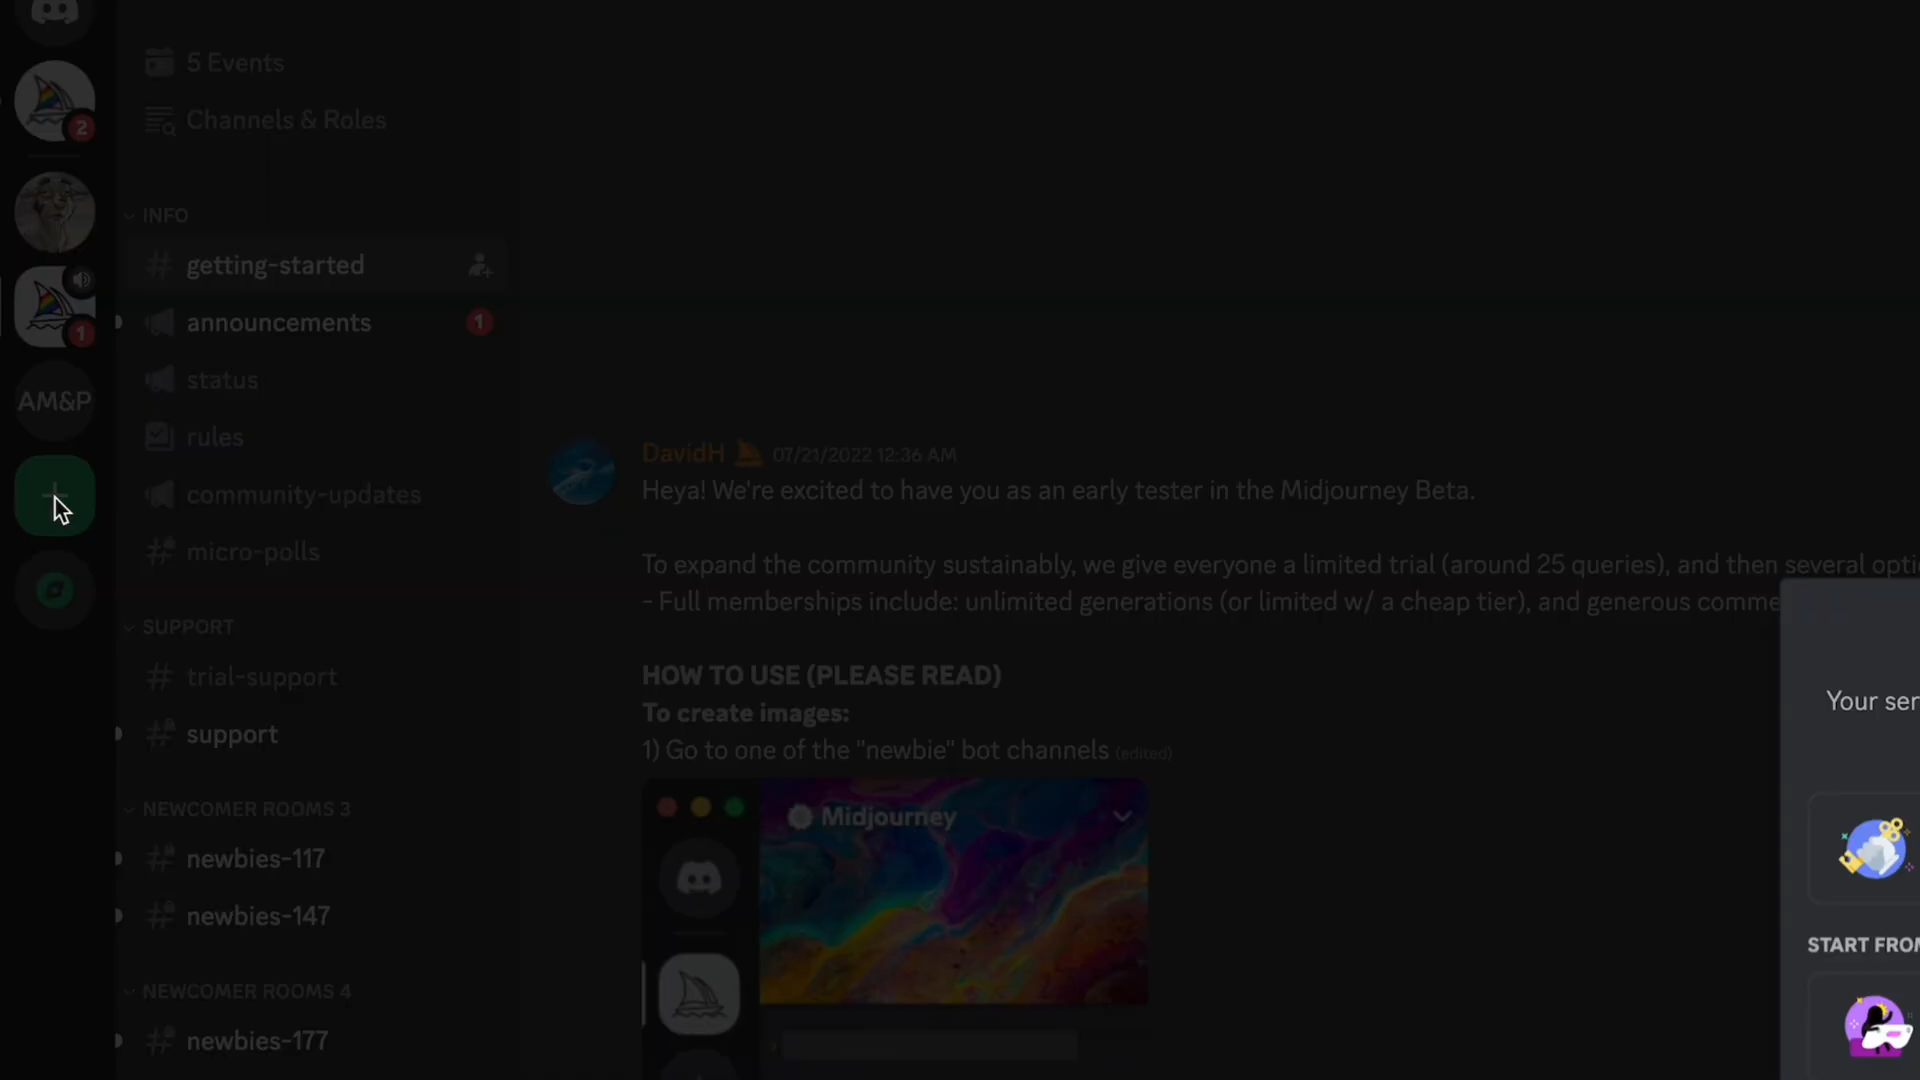 5 Events
2
Channels & Roles
INFO
getting-started
announcements
1
1
status
AM&P
rules
community-updates
micro-polls
SUPPORT
trial-support
support
NEWCOMER ROOMS 3
newbies-117
newbies-147
NEWCOMER ROOMS 4
newbies-177
DavidH 07/21/2022 12:36 AM
Heya! We're excited to have you as an early tester in the Midjourney Beta.
To expand the community sustainably, we give everyone a limited trial (around 25 queries), and then several opti
- Full memberships include: unlimited generations (or limited w/ a cheap tier), and generous comme
HOW TO USE (PLEASE READ)
To create images:
1) Go to one of the "newbie" bot channels (edited)
Midjourney
Your ser
START FROM